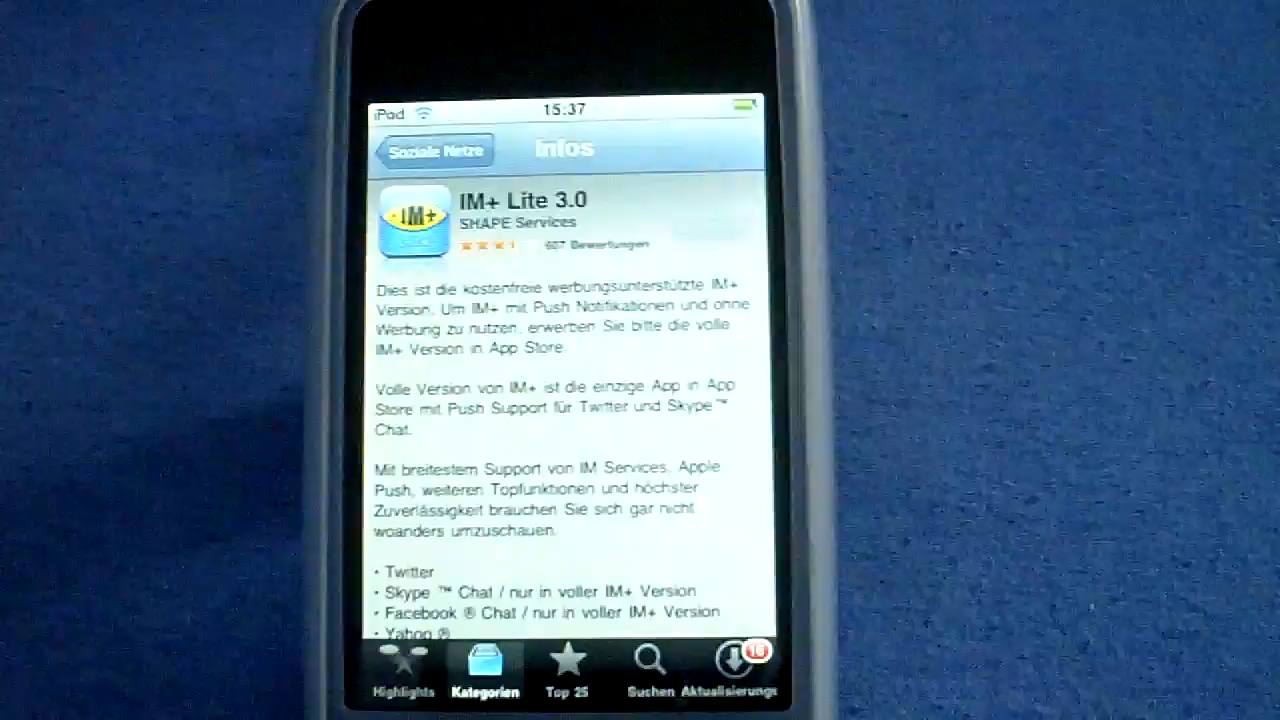 iPod 15:37
Soziale Netze Infos
IM+
IM+ Lite 3.0
SHAPE Services
607 Bewertungen
Dies ist die kostenfreie werbungsunterstützte IM+
Version. Um IM+ mit Push Notifikationen und ohne
Werbung zu nutzen, erwerben Sie bitte die volle
IM+ Version in App Store.
Volle Version von IM+ ist die einzige App in App
Store mit Push Support für Twitter und Skype™
Chat.
Mit breitestem Support von IM Services, Apple
Push, weiteren Topfunktionen und höchster
Zuverlässigkeit brauchen Sie sich gar nicht
woanders umzuschauen.
• Twitter
• Skype ™ Chat / nur in voller IM+ Version
• Facebook ® Chat / nur in voller IM+ Version
• Yahoo ®
Highlights Kategorien Top 25 Suchen Aktualisierunge